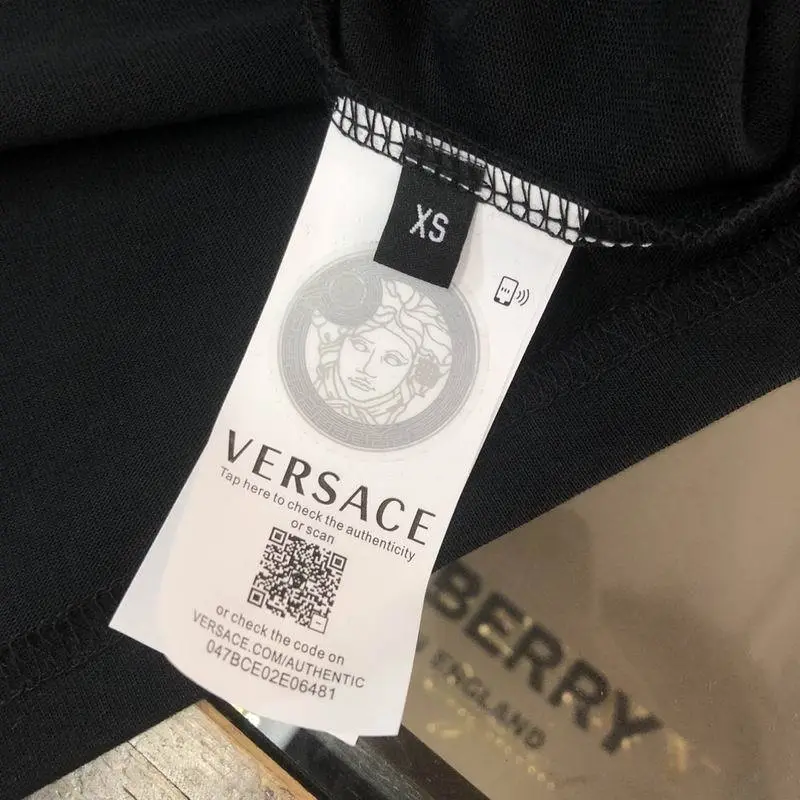 XS
VERSACE
Tap here to check the authenticity
or scan
or check the code on
VERSACE.COM/AUTHENTIC
047BCE02E06481
BERRY
ENGLAND